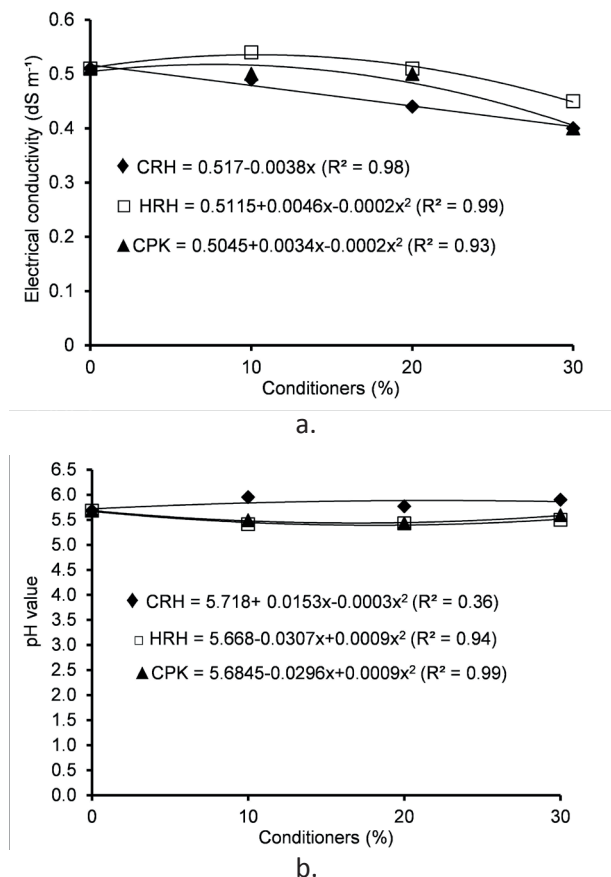 0.6
0.5
0.4
0.3
0.2
0.1
0
Electrical conductivity (dS m⁻¹)
CRH = 0.517-0.0038x (R² = 0.98)
HRH = 0.5115+0.0046x-0.0002x² (R² = 0.99)
CPK = 0.5045+0.0034x-0.0002x² (R² = 0.93)
0 10 20 30
Conditioners (%)
a.
6.5
6.0
5.5
5.0
4.5
4.0
3.5
3.0
2.5
2.0
1.5
1.0
0.5
0.0
pH value
CRH = 5.718+ 0.0153x-0.0003x² (R² = 0.36)
HRH = 5.668-0.0307x+0.0009x² (R² = 0.94)
CPK = 5.6845-0.0296x+0.0009x² (R² = 0.99)
0 10 20 30
Conditioners (%)
b.